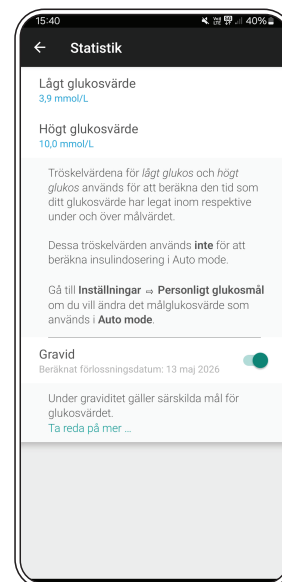 15:40
40%
Statistik
Lågt glukosvärde
3,9 mmol/L
Högt glukosvärde
10,0 mmol/L
Tröskelvärdena för lågt glukos och högt
glukos används för att beräkna den tid som
ditt glukosvärde har legat inom respektive
under och över målvärdet.
Dessa tröskelvärden används inte för att
beräkna insulindosering i Auto mode.
Gå till Inställningar ⇒ Personligt glukosmål
om du vill ändra det målglukosvärde som
används i Auto mode.
Gravid
Beräknat förlossningsdatum: 13 maj 2026
Under graviditet gäller särskilda mål för
glukosvärdet.
Ta reda på mer ...